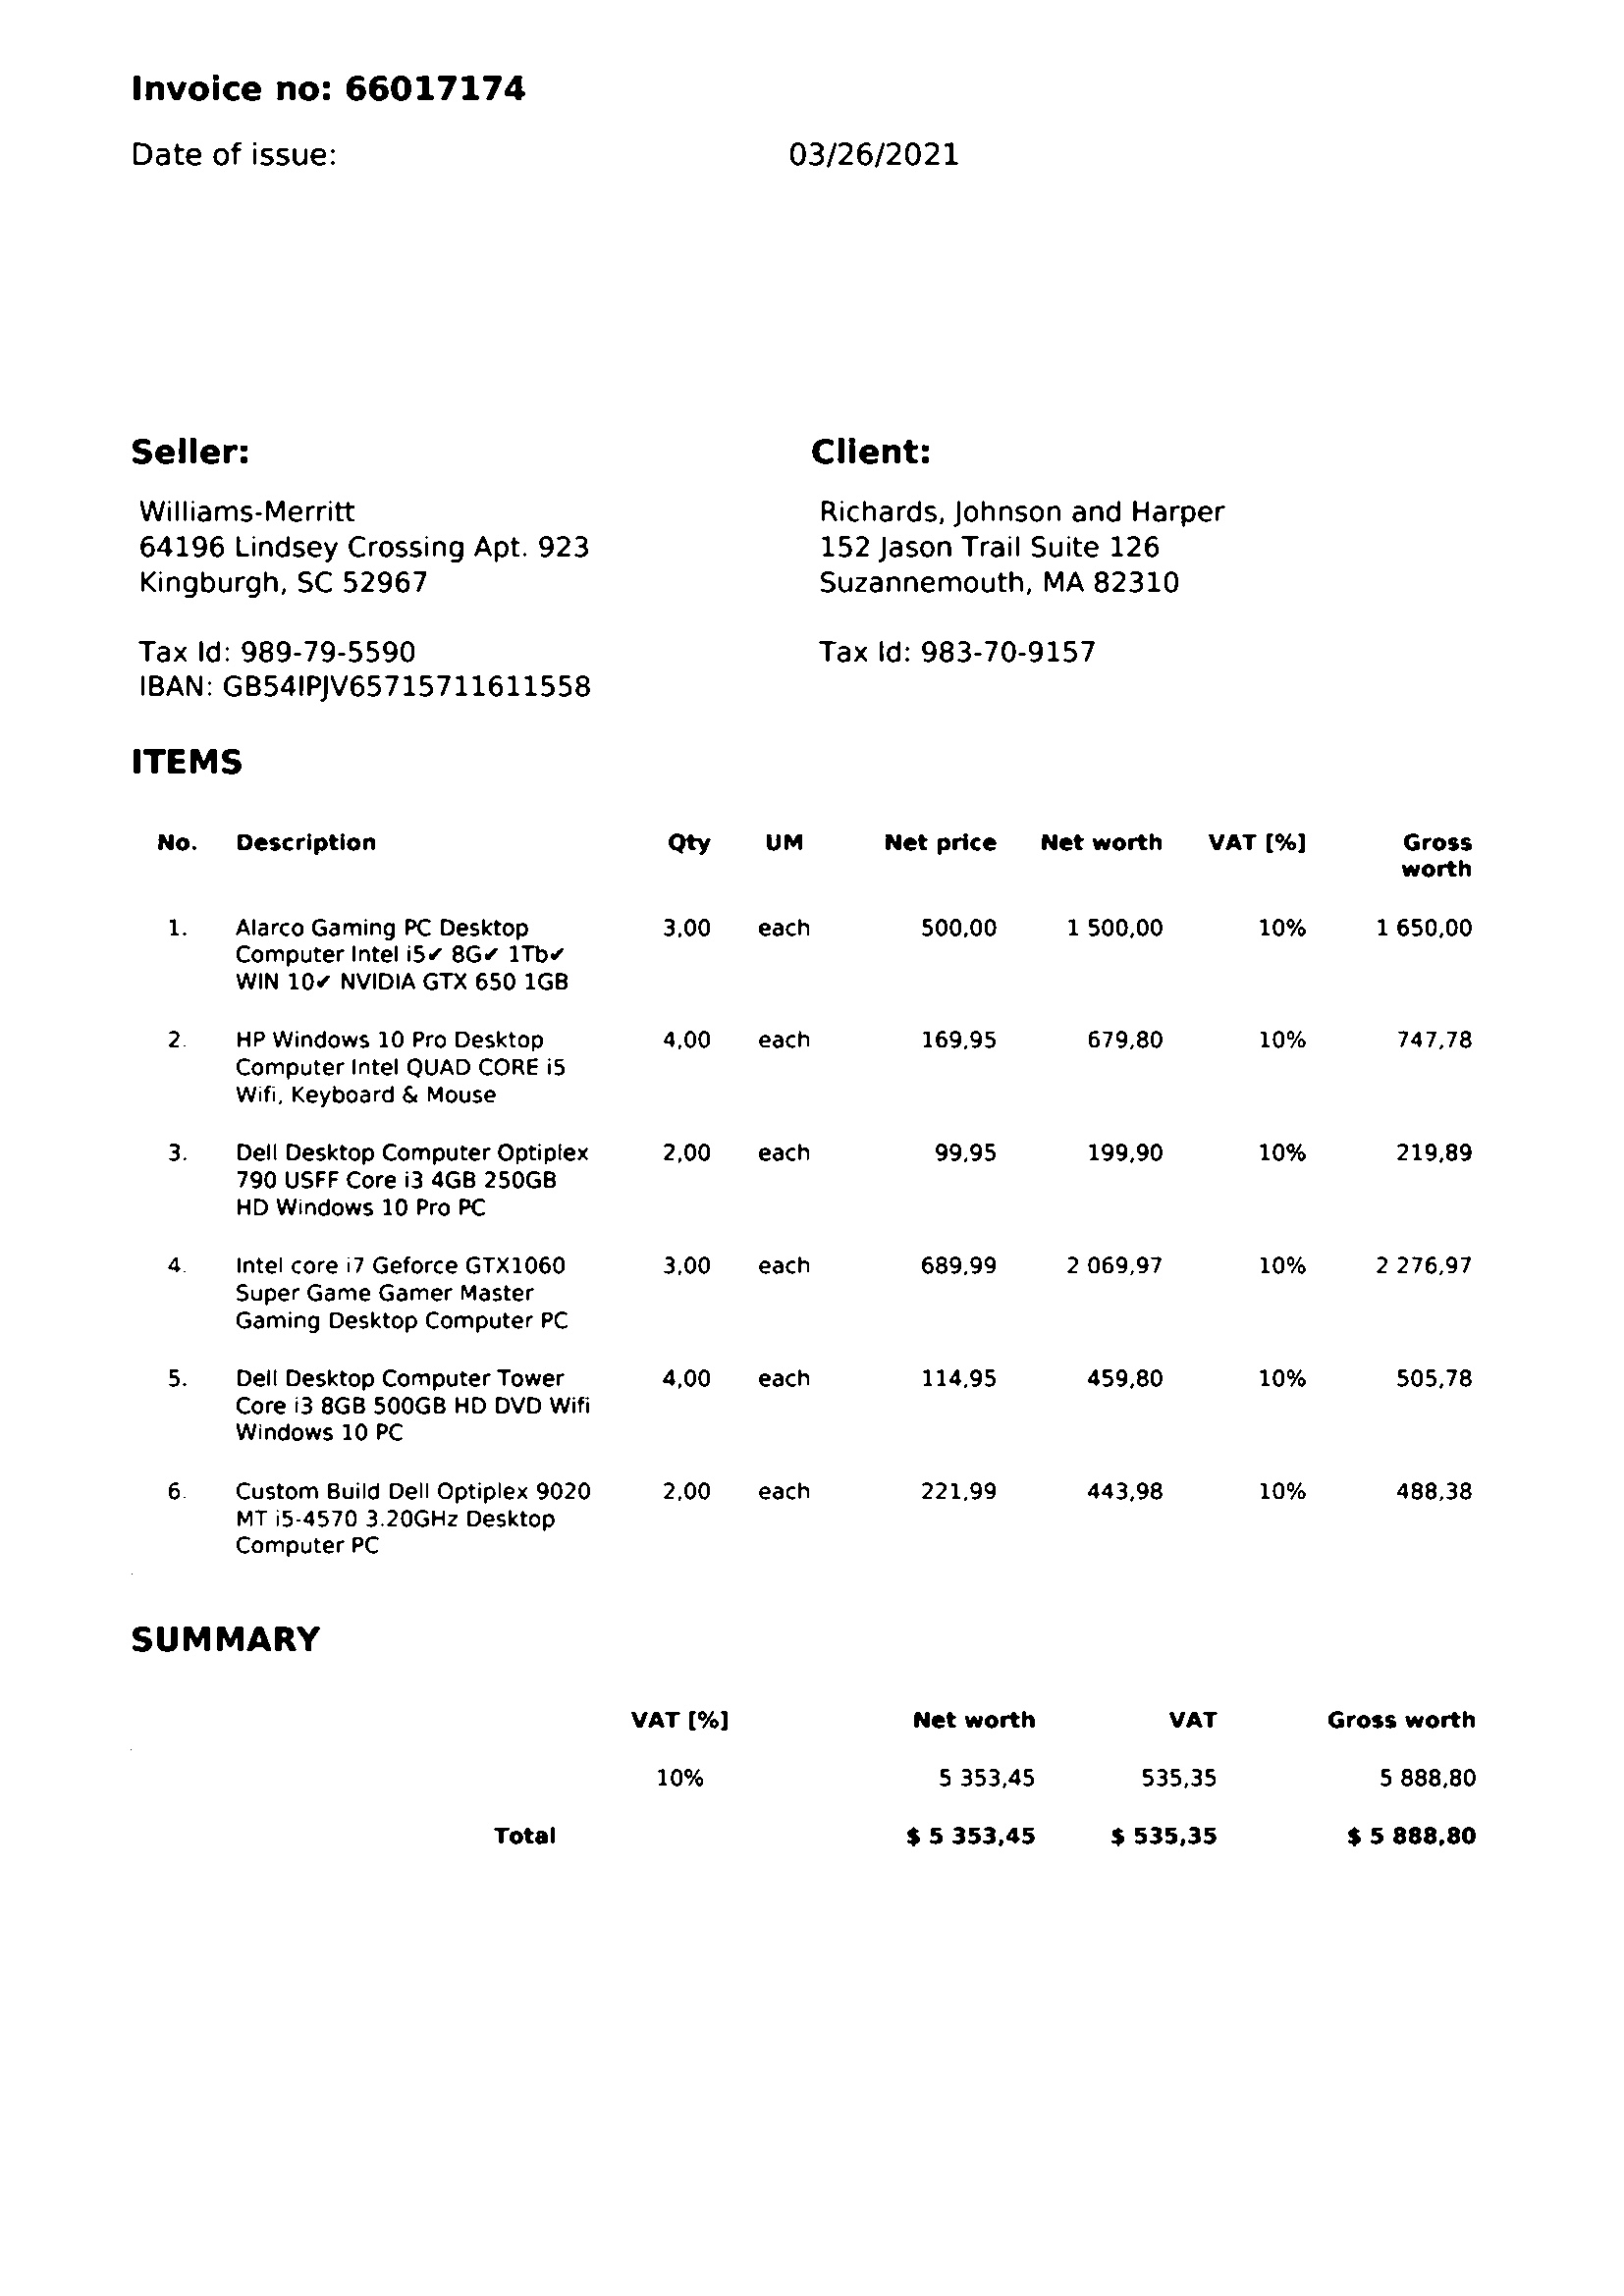 Invoice no: 66017174
Date of issue: 03/26/2021
Seller: Client:
Williams-Merritt Richards, Johnson and Harper
64196 Lindsey Crossing Apt. 923 152 Jason Trail Suite 126
Kingburgh, SC 52967 Suzannemouth, MA 82310
Tax Id: 989-79-5590 Tax Id: 983-70-9157
IBAN: GB54IPJV65715711611558
ITEMS
No. Description Qty UM Net price Net worth VAT [%] Gross
worth
1. Alarco Gaming PC Desktop 3,00 each 500,00 1 500,00 10% 1 650,00
Computer Intel i5✔ 8G✔ 1Tb✔
WIN 10✔ NVIDIA GTX 650 1GB
2. HP Windows 10 Pro Desktop 4,00 each 169,95 679,80 10% 747,78
Computer Intel QUAD CORE i5
Wifi, Keyboard & Mouse
3. Dell Desktop Computer Optiplex 2,00 each 99,95 199,90 10% 219,89
790 USFF Core i3 4GB 250GB
HD Windows 10 Pro PC
4. Intel core i7 Geforce GTX1060 3,00 each 689,99 2 069,97 10% 2 276,97
Super Game Gamer Master
Gaming Desktop Computer PC
5. Dell Desktop Computer Tower 4,00 each 114,95 459,80 10% 505,78
Core i3 8GB 500GB HD DVD Wifi
Windows 10 PC
6. Custom Build Dell Optiplex 9020 2,00 each 221,99 443,98 10% 488,38
MT i5-4570 3.20GHz Desktop
Computer PC
SUMMARY
VAT [%] Net worth VAT Gross worth
10% 5 353,45 535,35 5 888,80
Total $ 5 353,45 $ 535,35 $ 5 888,80